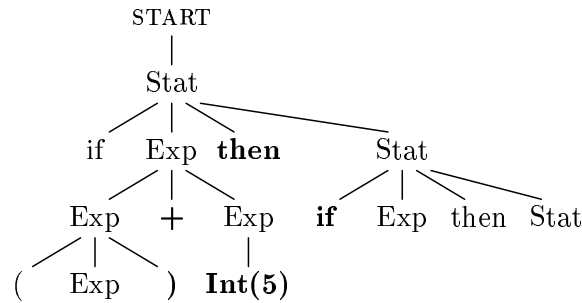 START
Stat
if Exp then Stat
Exp + Exp if Exp then Stat
( Exp ) Int(5)